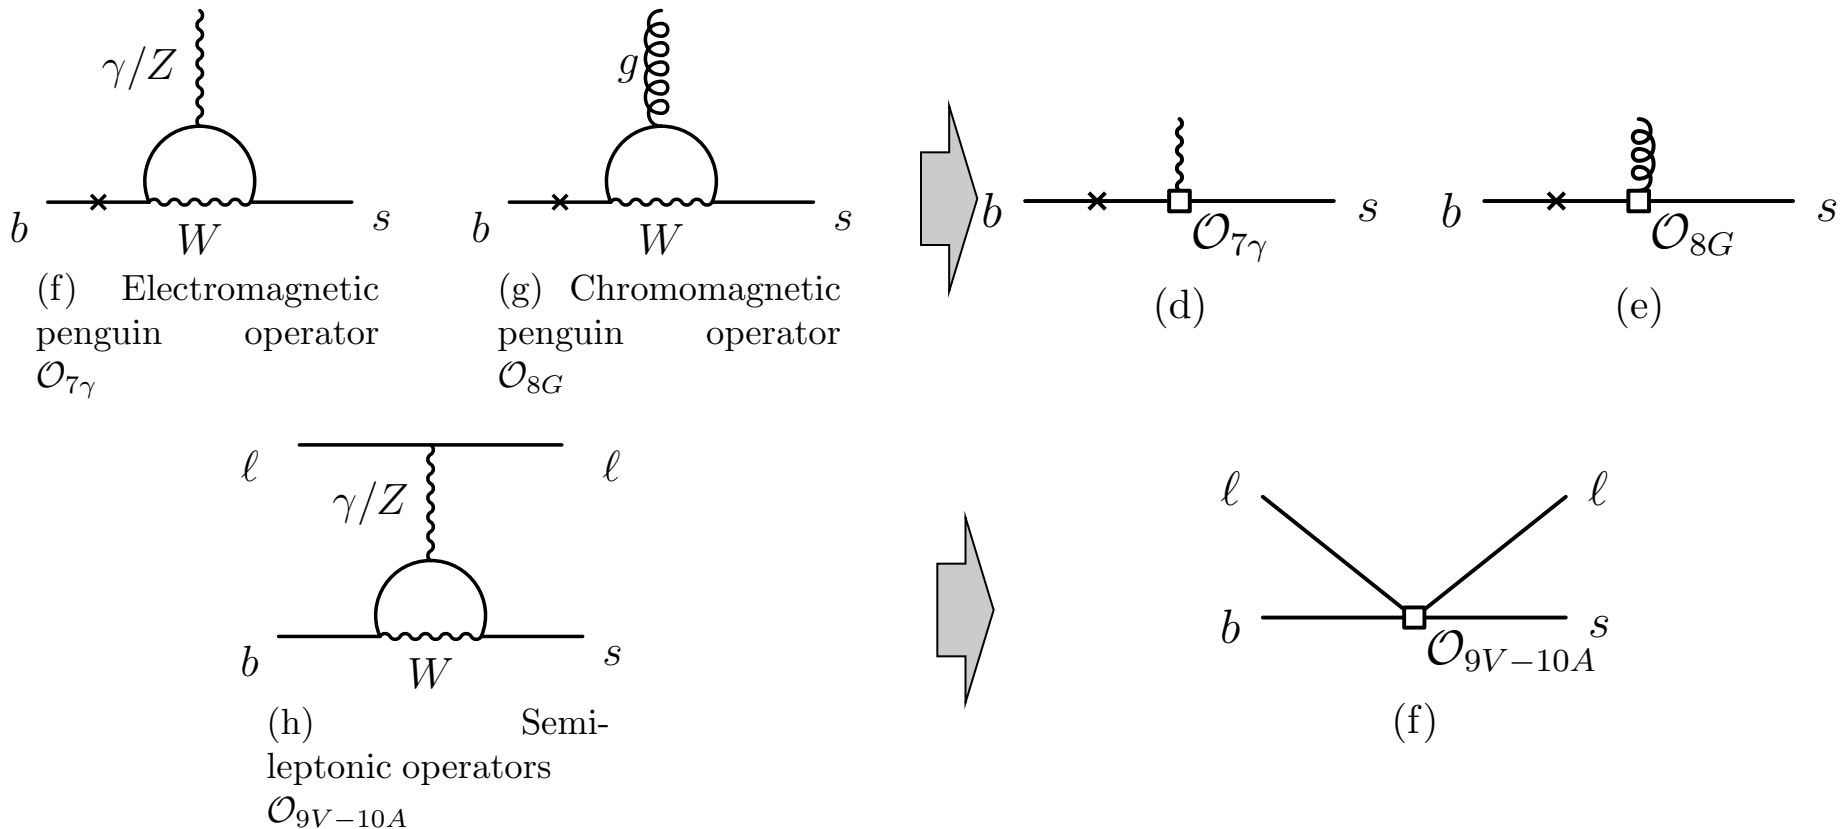 γ/Z
g
b
W
s
b
W
s
b
s
b
s
𝒪7γ
𝒪8G
(f) Electromagnetic
penguin operator
𝒪7γ
(g) Chromomagnetic
penguin operator
𝒪8G
(d)
(e)
ℓ
ℓ
γ/Z
b
W
s
(h) Semi-
leptonic operators
𝒪9V−10A
ℓ
ℓ
b
s
𝒪9V−10A
(f)